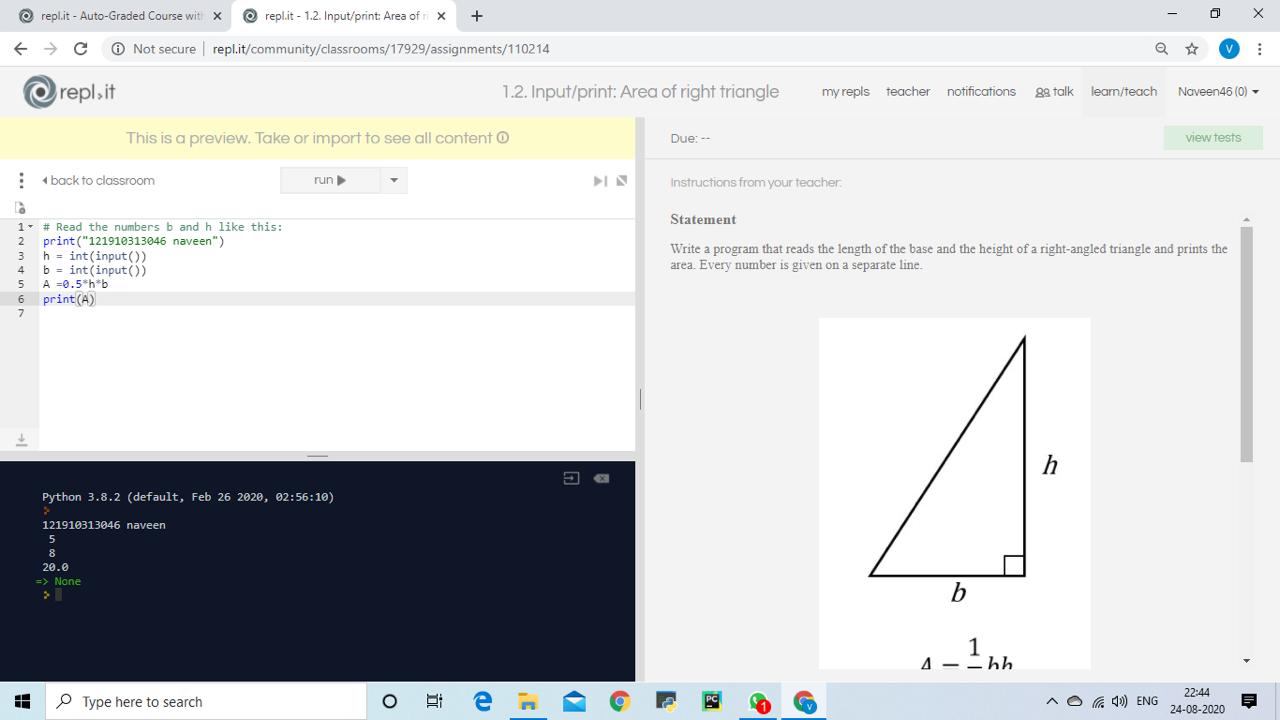 repl.it - Auto-Graded Course with
repl.it - 1.2. Input/print: Area of ri
Not secure | repl.it/community/classrooms/17929/assignments/110214
V
repl.it
1.2. Input/print: Area of right triangle
my repls
teacher
notifications
talk
learn/teach
Naveen46 (0)
This is a preview. Take or import to see all content
back to classroom
run
1 # Read the numbers b and h like this:
2 print("121910313046 naveen")
3 h = int(input())
4 b = int(input())
5 A =0.5*h*b
6 print(A)
7
Python 3.8.2 (default, Feb 26 2020, 02:56:10)
121910313046 naveen
5
8
20.0
=> None
Due: --
view tests
Instructions from your teacher:
Statement
Write a program that reads the length of the base and the height of a right-angled triangle and prints the
area. Every number is given on a separate line.
h
b
A = 1 bh
Type here to search
PC
1
V
ENG
22:44
24-08-2020